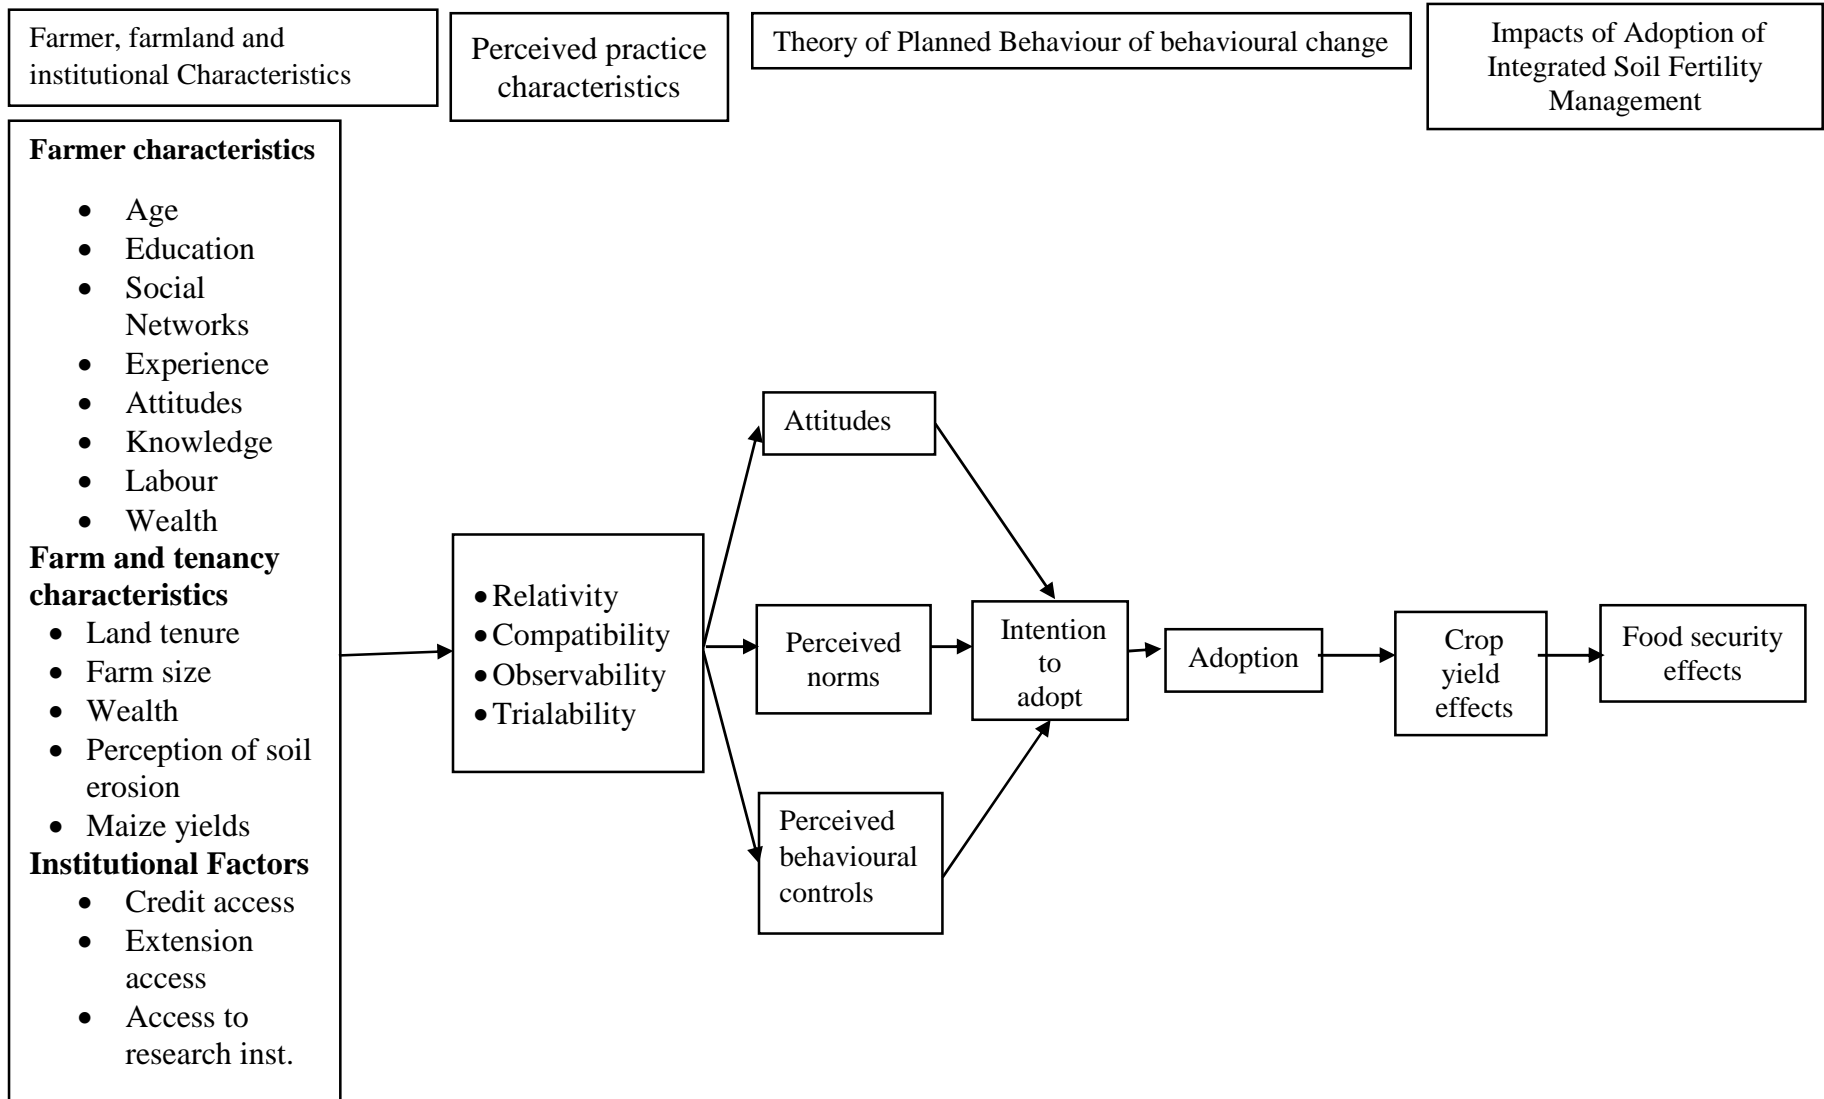 Farmer, farmland and
institutional Characteristics
Perceived practice
characteristics
Theory of Planned Behaviour of behavioural change
Impacts of Adoption of
Integrated Soil Fertility
Management
Farmer characteristics
• Age
• Education
• Social
Networks
• Experience
• Attitudes
• Knowledge
• Labour
• Wealth
Farm and tenancy
characteristics
• Land tenure
• Farm size
• Wealth
• Perception of soil
erosion
• Maize yields
Institutional Factors
• Credit access
• Extension
access
• Access to
research inst.
• Relativity
• Compatibility
• Observability
• Trialability
Attitudes
Perceived
norms
Perceived
behavioural
controls
Intention
to
adopt
Adoption
Crop
yield
effects
Food security
effects